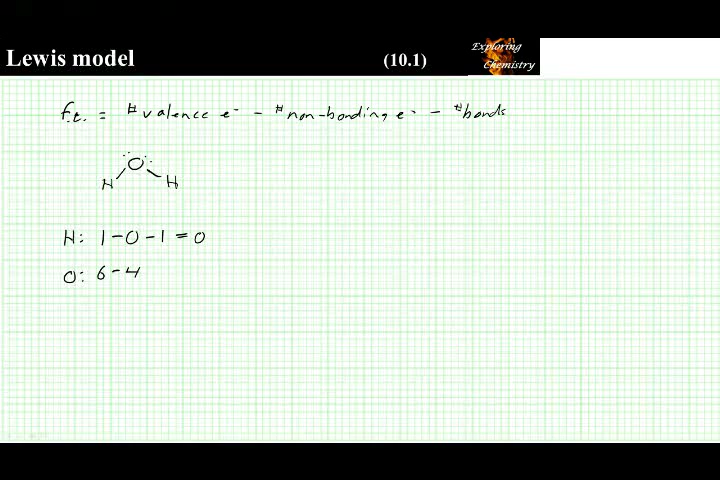 Lewis model
(10.1)
Exploring
Chemistry
f.c. = # valence e⁻ - # non-bonding e⁻ - # bonds
O
H H
H: 1 - 0 - 1 = 0
O: 6 - 4